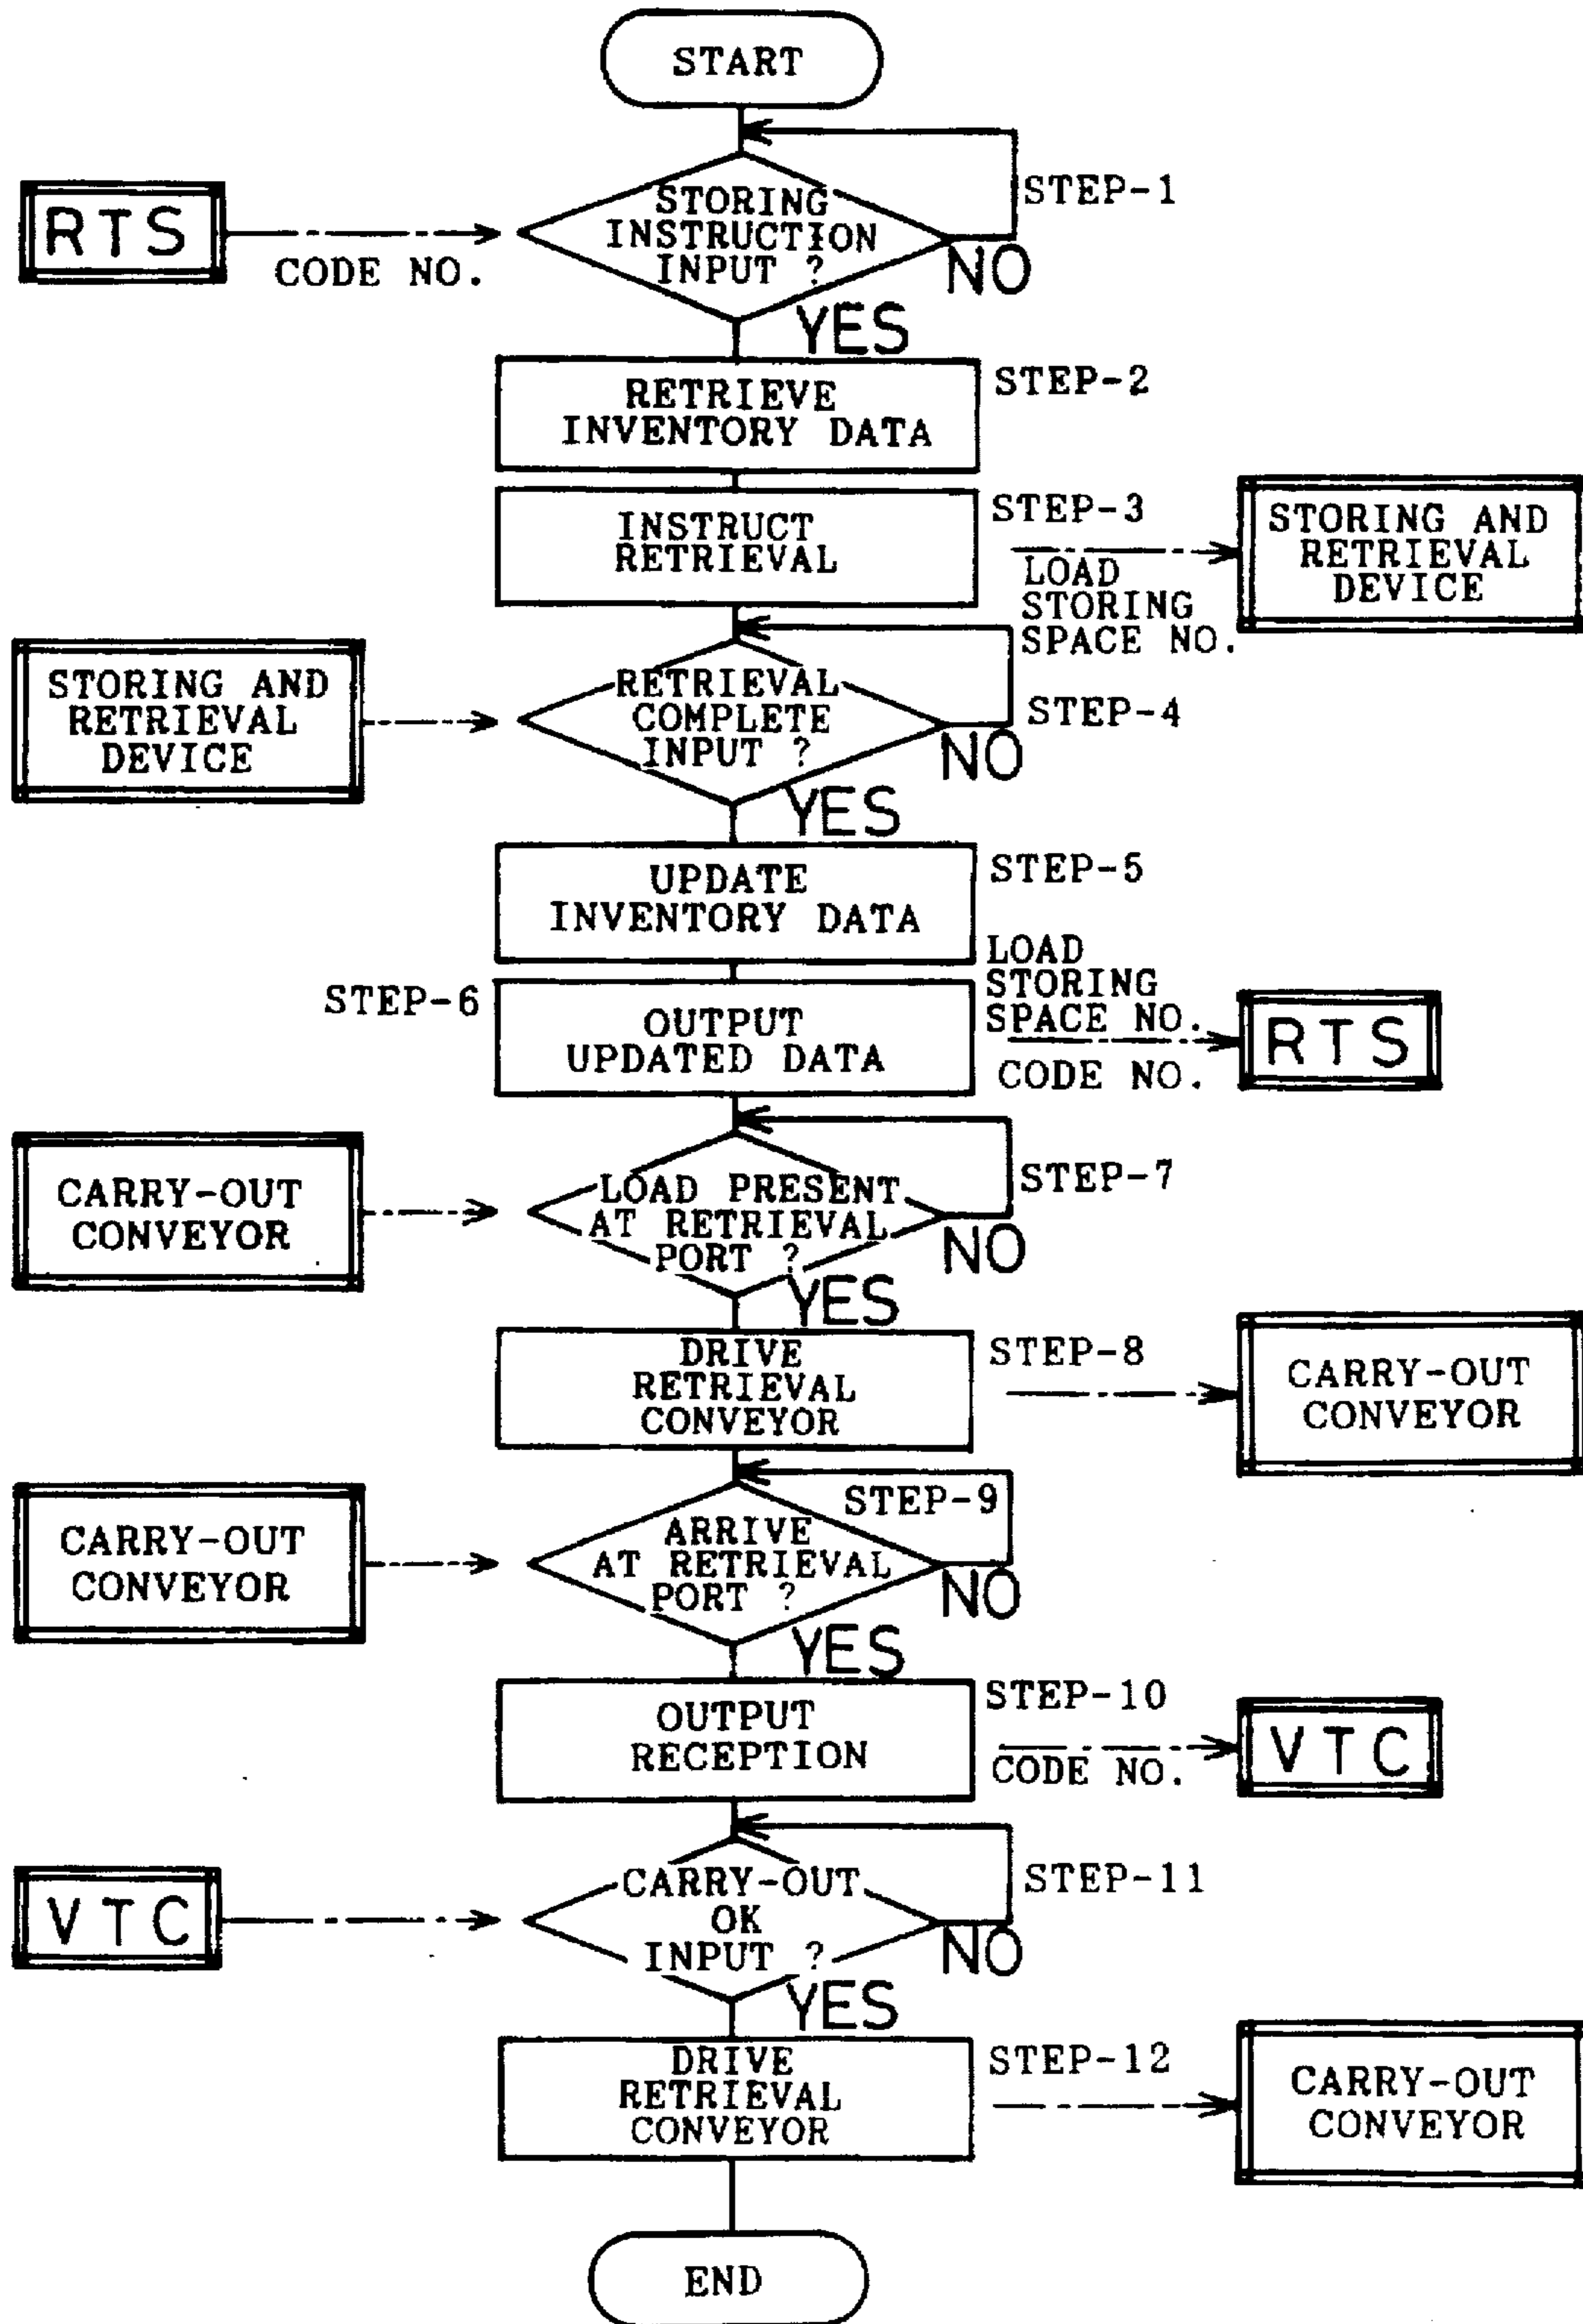 START
STEP-1
RTS
CODE NO.
STORING
INSTRUCTION
INPUT ?
NO
YES
RETRIEVE
INVENTORY DATA
STEP-2
INSTRUCT
RETRIEVAL
STEP-3
LOAD
STORING
SPACE NO.
STORING AND
RETRIEVAL
DEVICE
STORING AND
RETRIEVAL
DEVICE
RETRIEVAL
COMPLETE
INPUT ?
STEP-4
NO
YES
UPDATE
INVENTORY DATA
STEP-5
STEP-6
OUTPUT
UPDATED DATA
LOAD
STORING
SPACE NO.
CODE NO.
RTS
CARRY-OUT
CONVEYOR
LOAD PRESENT
AT RETRIEVAL
PORT ?
STEP-7
NO
YES
DRIVE
RETRIEVAL
CONVEYOR
STEP-8
CARRY-OUT
CONVEYOR
CARRY-OUT
CONVEYOR
STEP-9
ARRIVE
AT RETRIEVAL
PORT ?
NO
YES
OUTPUT
RECEPTION
STEP-10
CODE NO.
VTC
VTC
CARRY-OUT
OK
INPUT ?
STEP-11
NO
YES
DRIVE
RETRIEVAL
CONVEYOR
STEP-12
CARRY-OUT
CONVEYOR
END